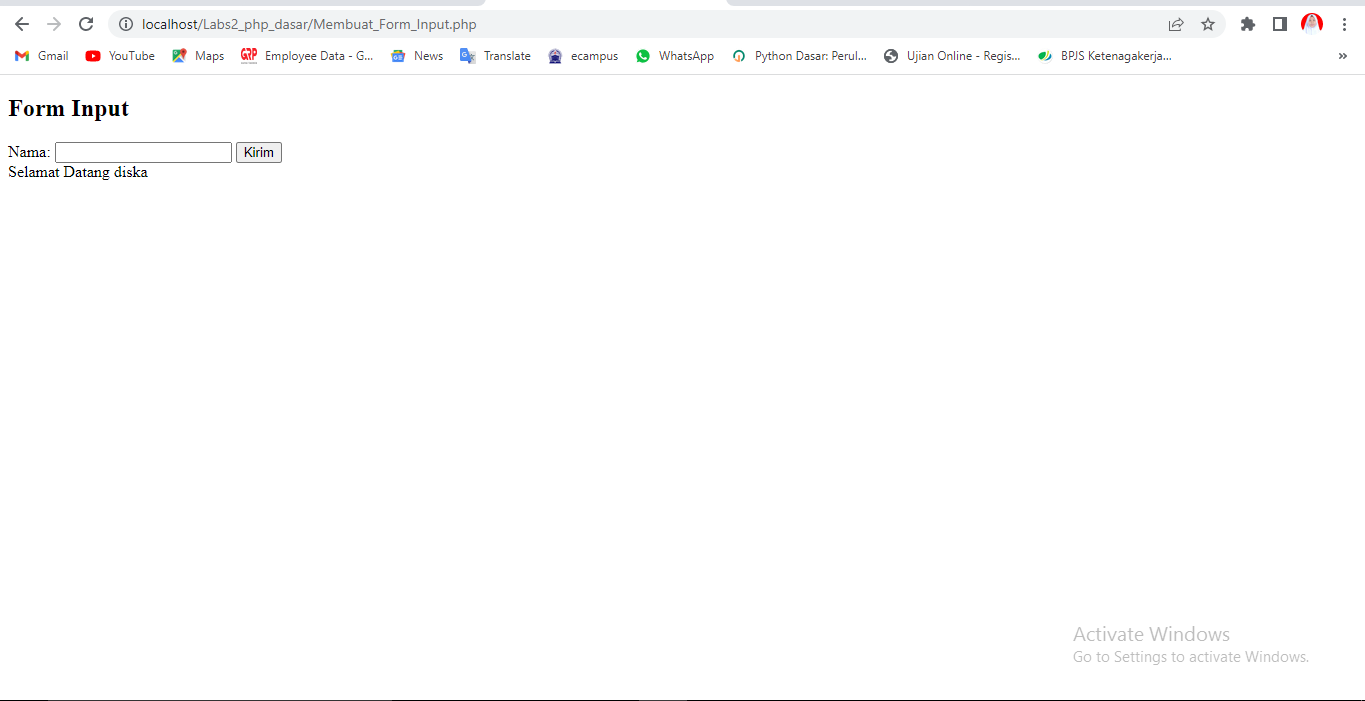 localhost/Labs2_php_dasar/Membuat_Form_Input.php
Gmail YouTube Maps GRP Employee Data - G... News Translate ecampus WhatsApp Python Dasar: Perul... Ujian Online - Regis... BPJS Ketenagakerja... »
Form Input
Nama: Kirim
Selamat Datang diska
Activate Windows
Go to Settings to activate Windows.